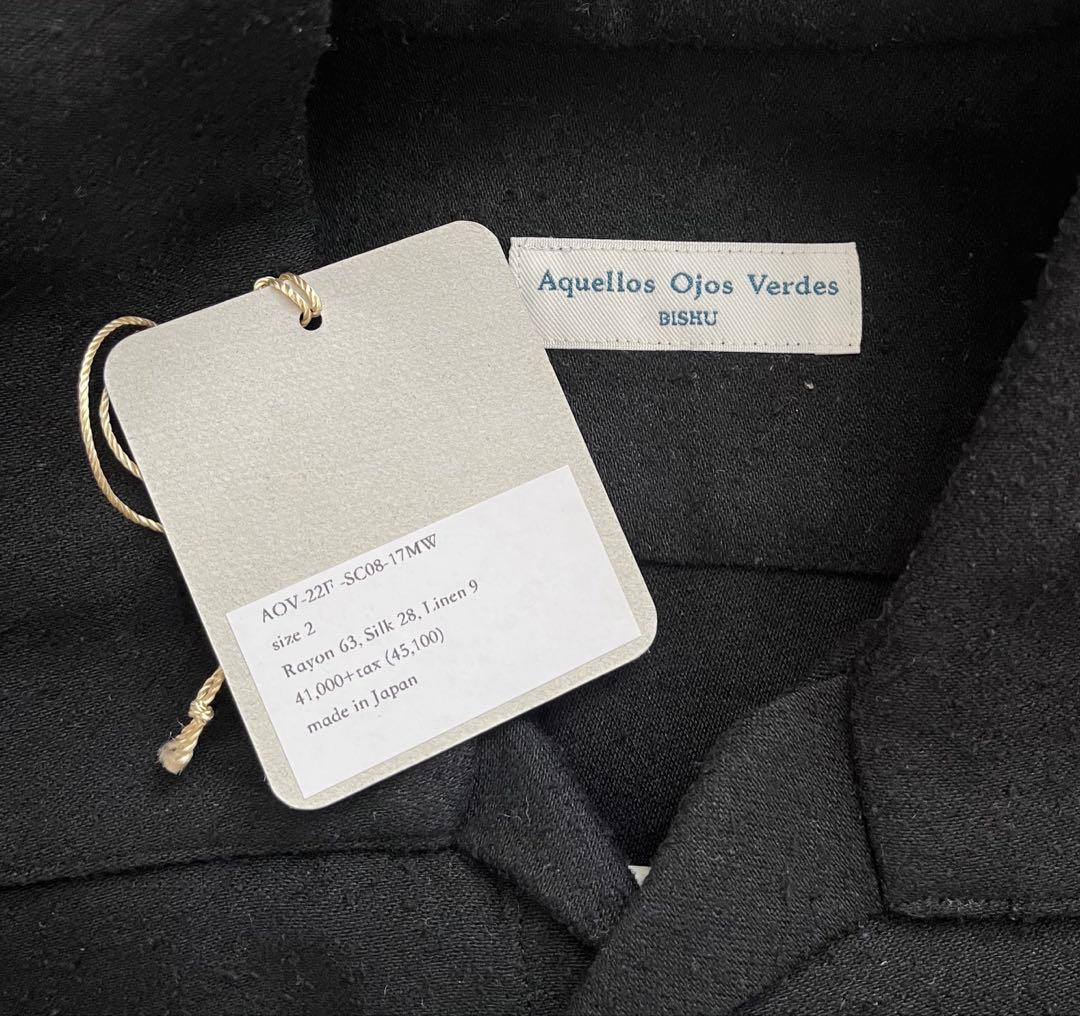 Aquellos Ojos Verdes
BISHU
AOV-22F -SC08-17MW
size 2
Rayon 63, Silk 28, Linen 9
41,000+tax (45,100)
made in Japan